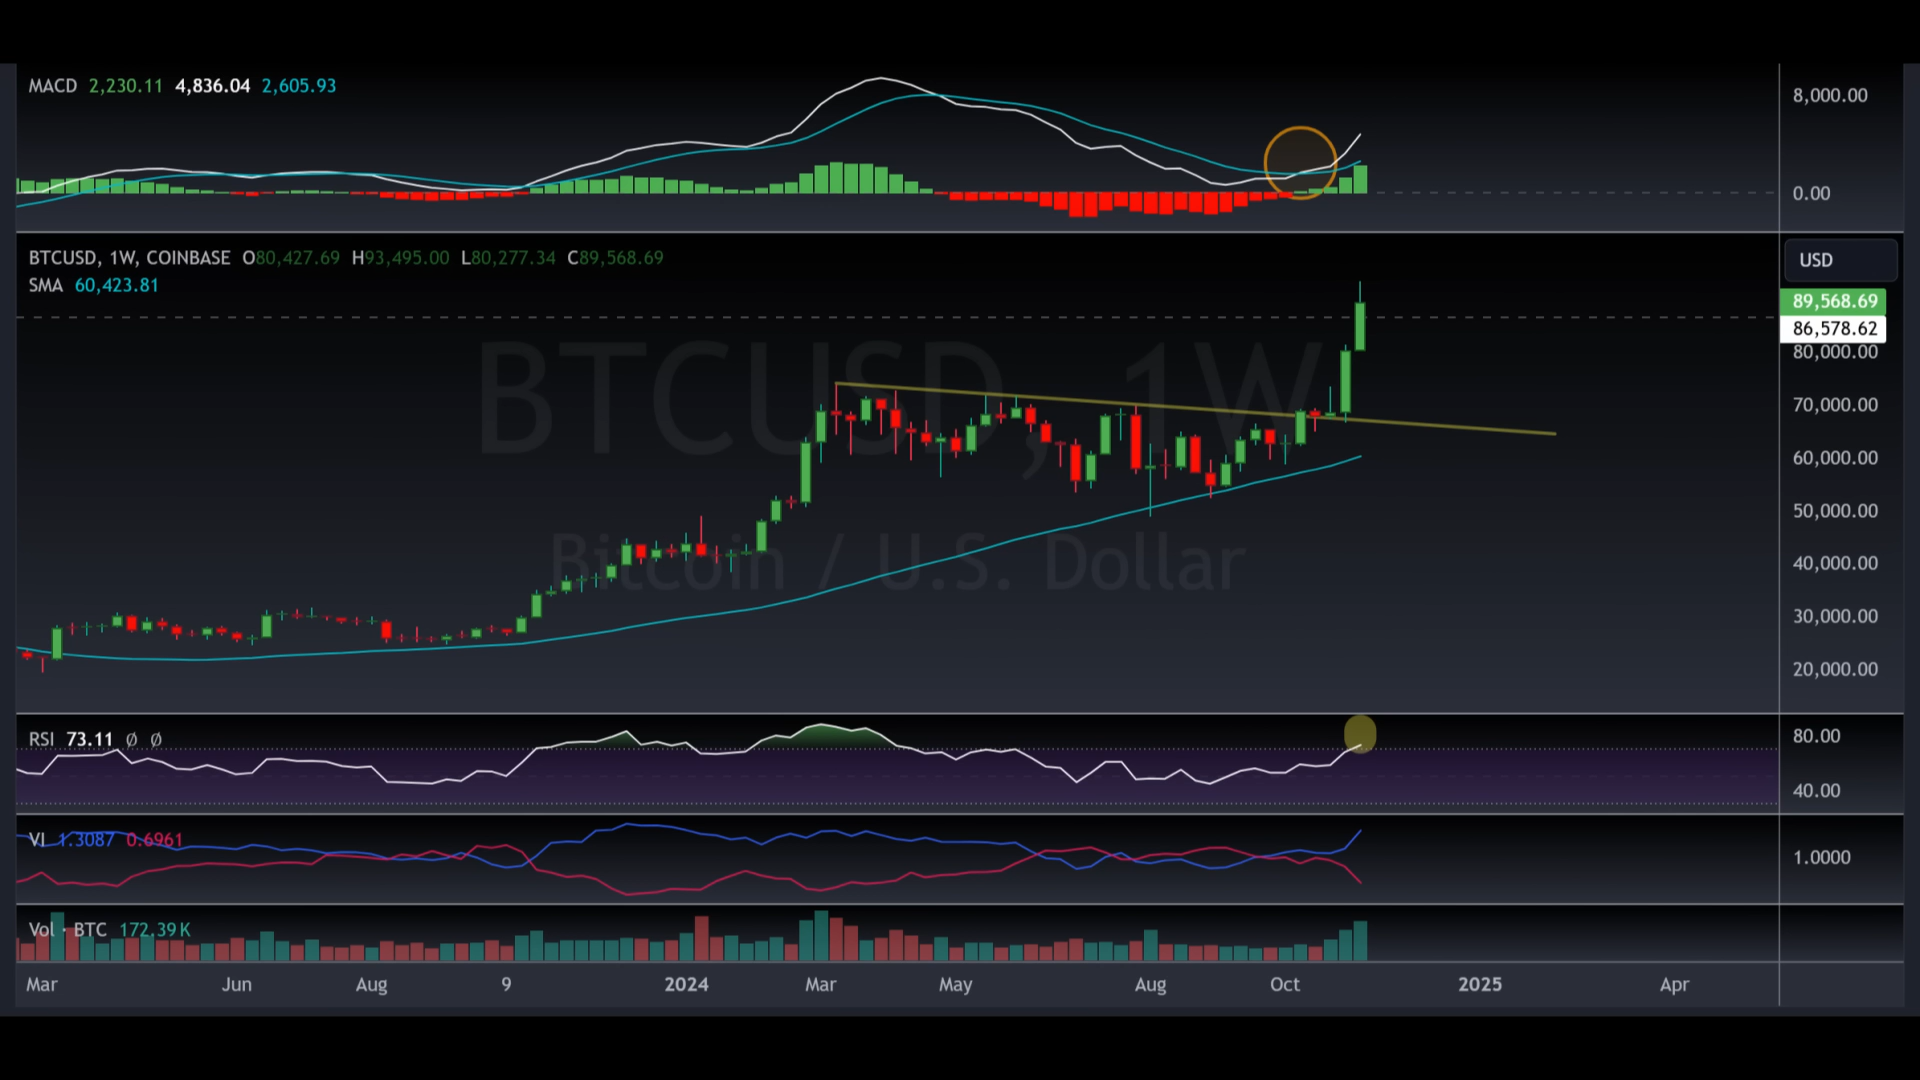 MACD 2,230.11 4,836.04 2,605.93
8,000.00
0.00
BTCUSD, 1W, COINBASE O80,427.69 H93,495.00 L80,277.34 C89,568.69
USD
SMA 60,423.81
89,568.69
86,578.62
80,000.00
BTCUSD, 1W
70,000.00
60,000.00
50,000.00
Bitcoin / U.S. Dollar
40,000.00
30,000.00
20,000.00
RSI 73.11 Ø Ø
80.00
40.00
VI 1.3087 0.6961
1.0000
Vol · BTC 172.39K
Mar Jun Aug 9 2024 Mar May Aug Oct 2025 Apr